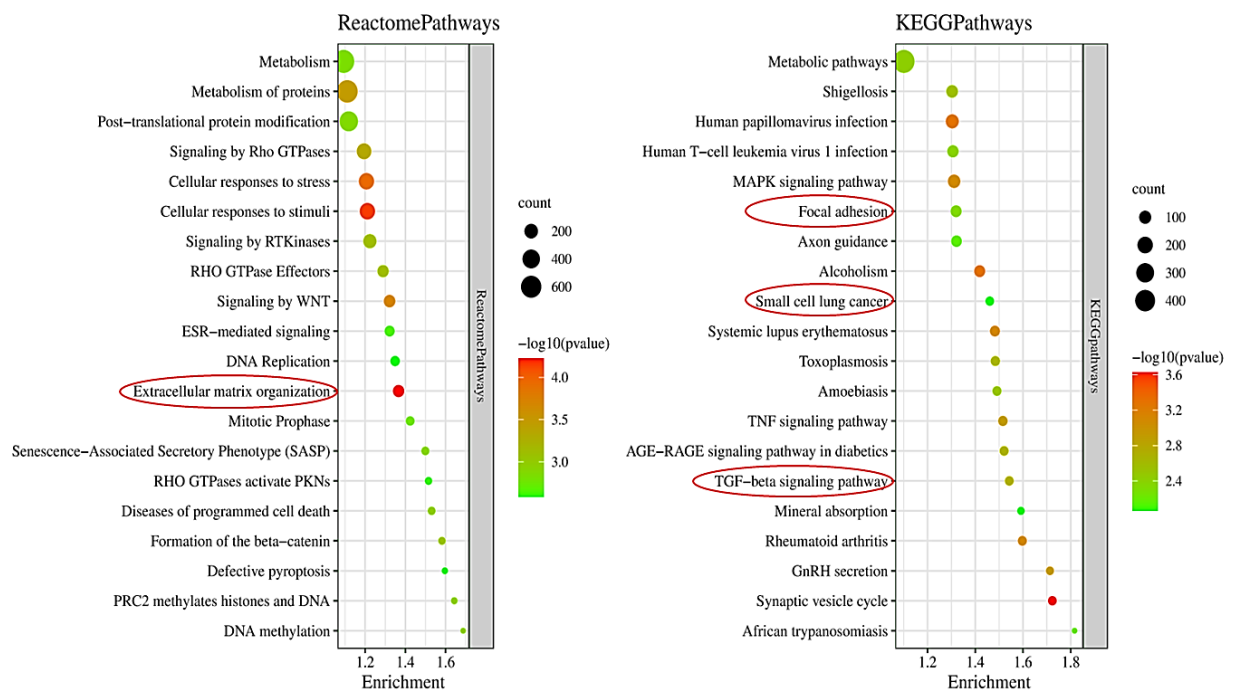 ReactomePathways
Metabolism
Metabolism of proteins
Post−translational protein modification
Signaling by Rho GTPases
Cellular responses to stress
Cellular responses to stimuli
Signaling by RTKinases
RHO GTPase Effectors
Signaling by WNT
ESR−mediated signaling
DNA Replication
Extracellular matrix organization
Mitotic Prophase
Senescence−Associated Secretory Phenotype (SASP)
RHO GTPases activate PKNs
Diseases of programmed cell death
Formation of the beta−catenin
Defective pyroptosis
PRC2 methylates histones and DNA
DNA methylation
1.2 1.4 1.6
Enrichment
ReactomePathways
count
200
400
600
−log10(pvalue)
4.0
3.5
3.0
KEGGPathways
Metabolic pathways
Shigellosis
Human papillomavirus infection
Human T−cell leukemia virus 1 infection
MAPK signaling pathway
Focal adhesion
Axon guidance
Alcoholism
Small cell lung cancer
Systemic lupus erythematosus
Toxoplasmosis
Amoebiasis
TNF signaling pathway
AGE−RAGE signaling pathway in diabetics
TGF−beta signaling pathway
Mineral absorption
Rheumatoid arthritis
GnRH secretion
Synaptic vesicle cycle
African trypanosomiasis
1.2 1.4 1.6 1.8
Enrichment
KEGGpathways
count
100
200
300
400
−log10(pvalue)
3.6
3.2
2.8
2.4